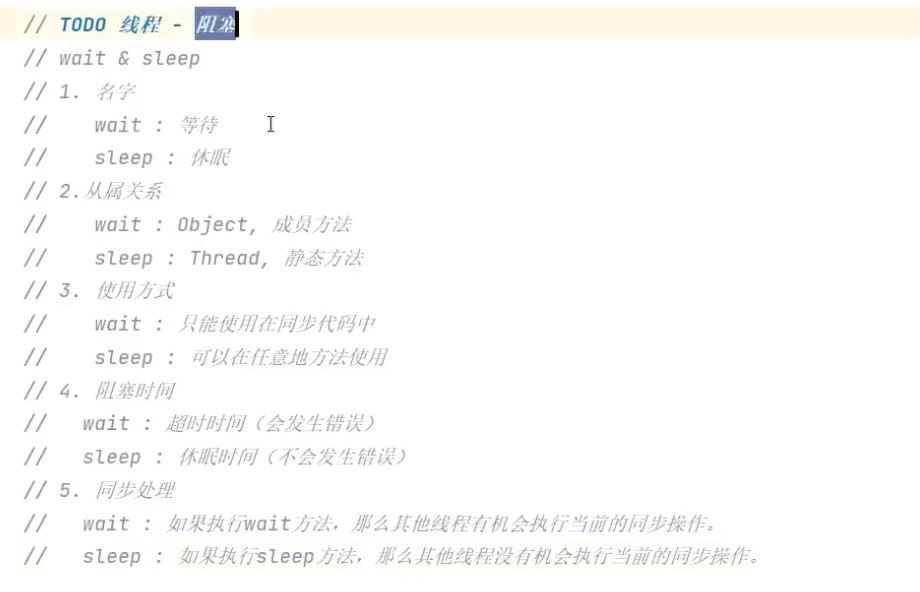 // TODO 线程 - 阻塞
// wait & sleep
// 1. 名字
//    wait : 等待
//    sleep : 休眠
// 2.从属关系
//    wait : Object, 成员方法
//    sleep : Thread, 静态方法
// 3. 使用方式
//    wait : 只能使用在同步代码中
//    sleep : 可以在任意地方法使用
// 4. 阻塞时间
//   wait : 超时时间（会发生错误）
//   sleep : 休眠时间（不会发生错误）
// 5. 同步处理
//   wait : 如果执行wait方法，那么其他线程有机会执行当前的同步操作。
//   sleep : 如果执行sleep方法，那么其他线程没有机会执行当前的同步操作。